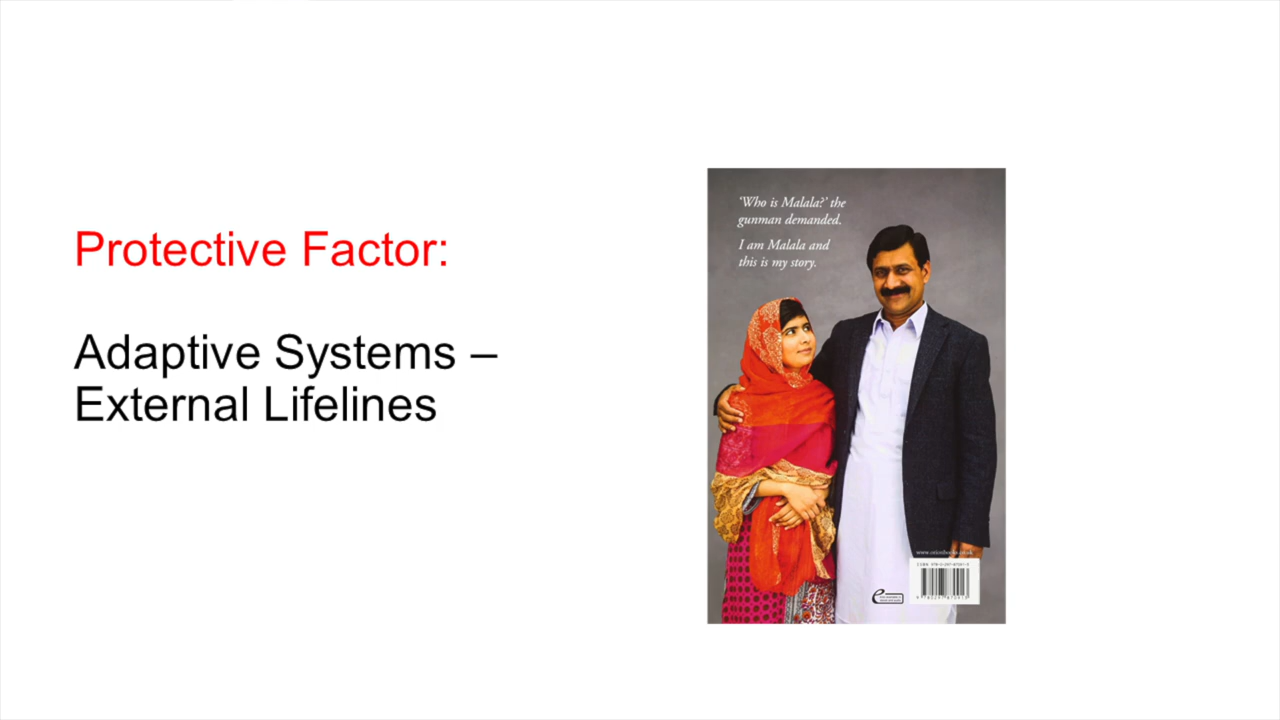 Protective Factor:
Adaptive Systems –
External Lifelines
‘Who is Malala?’ the
gunman demanded.
I am Malala and
this is my story.